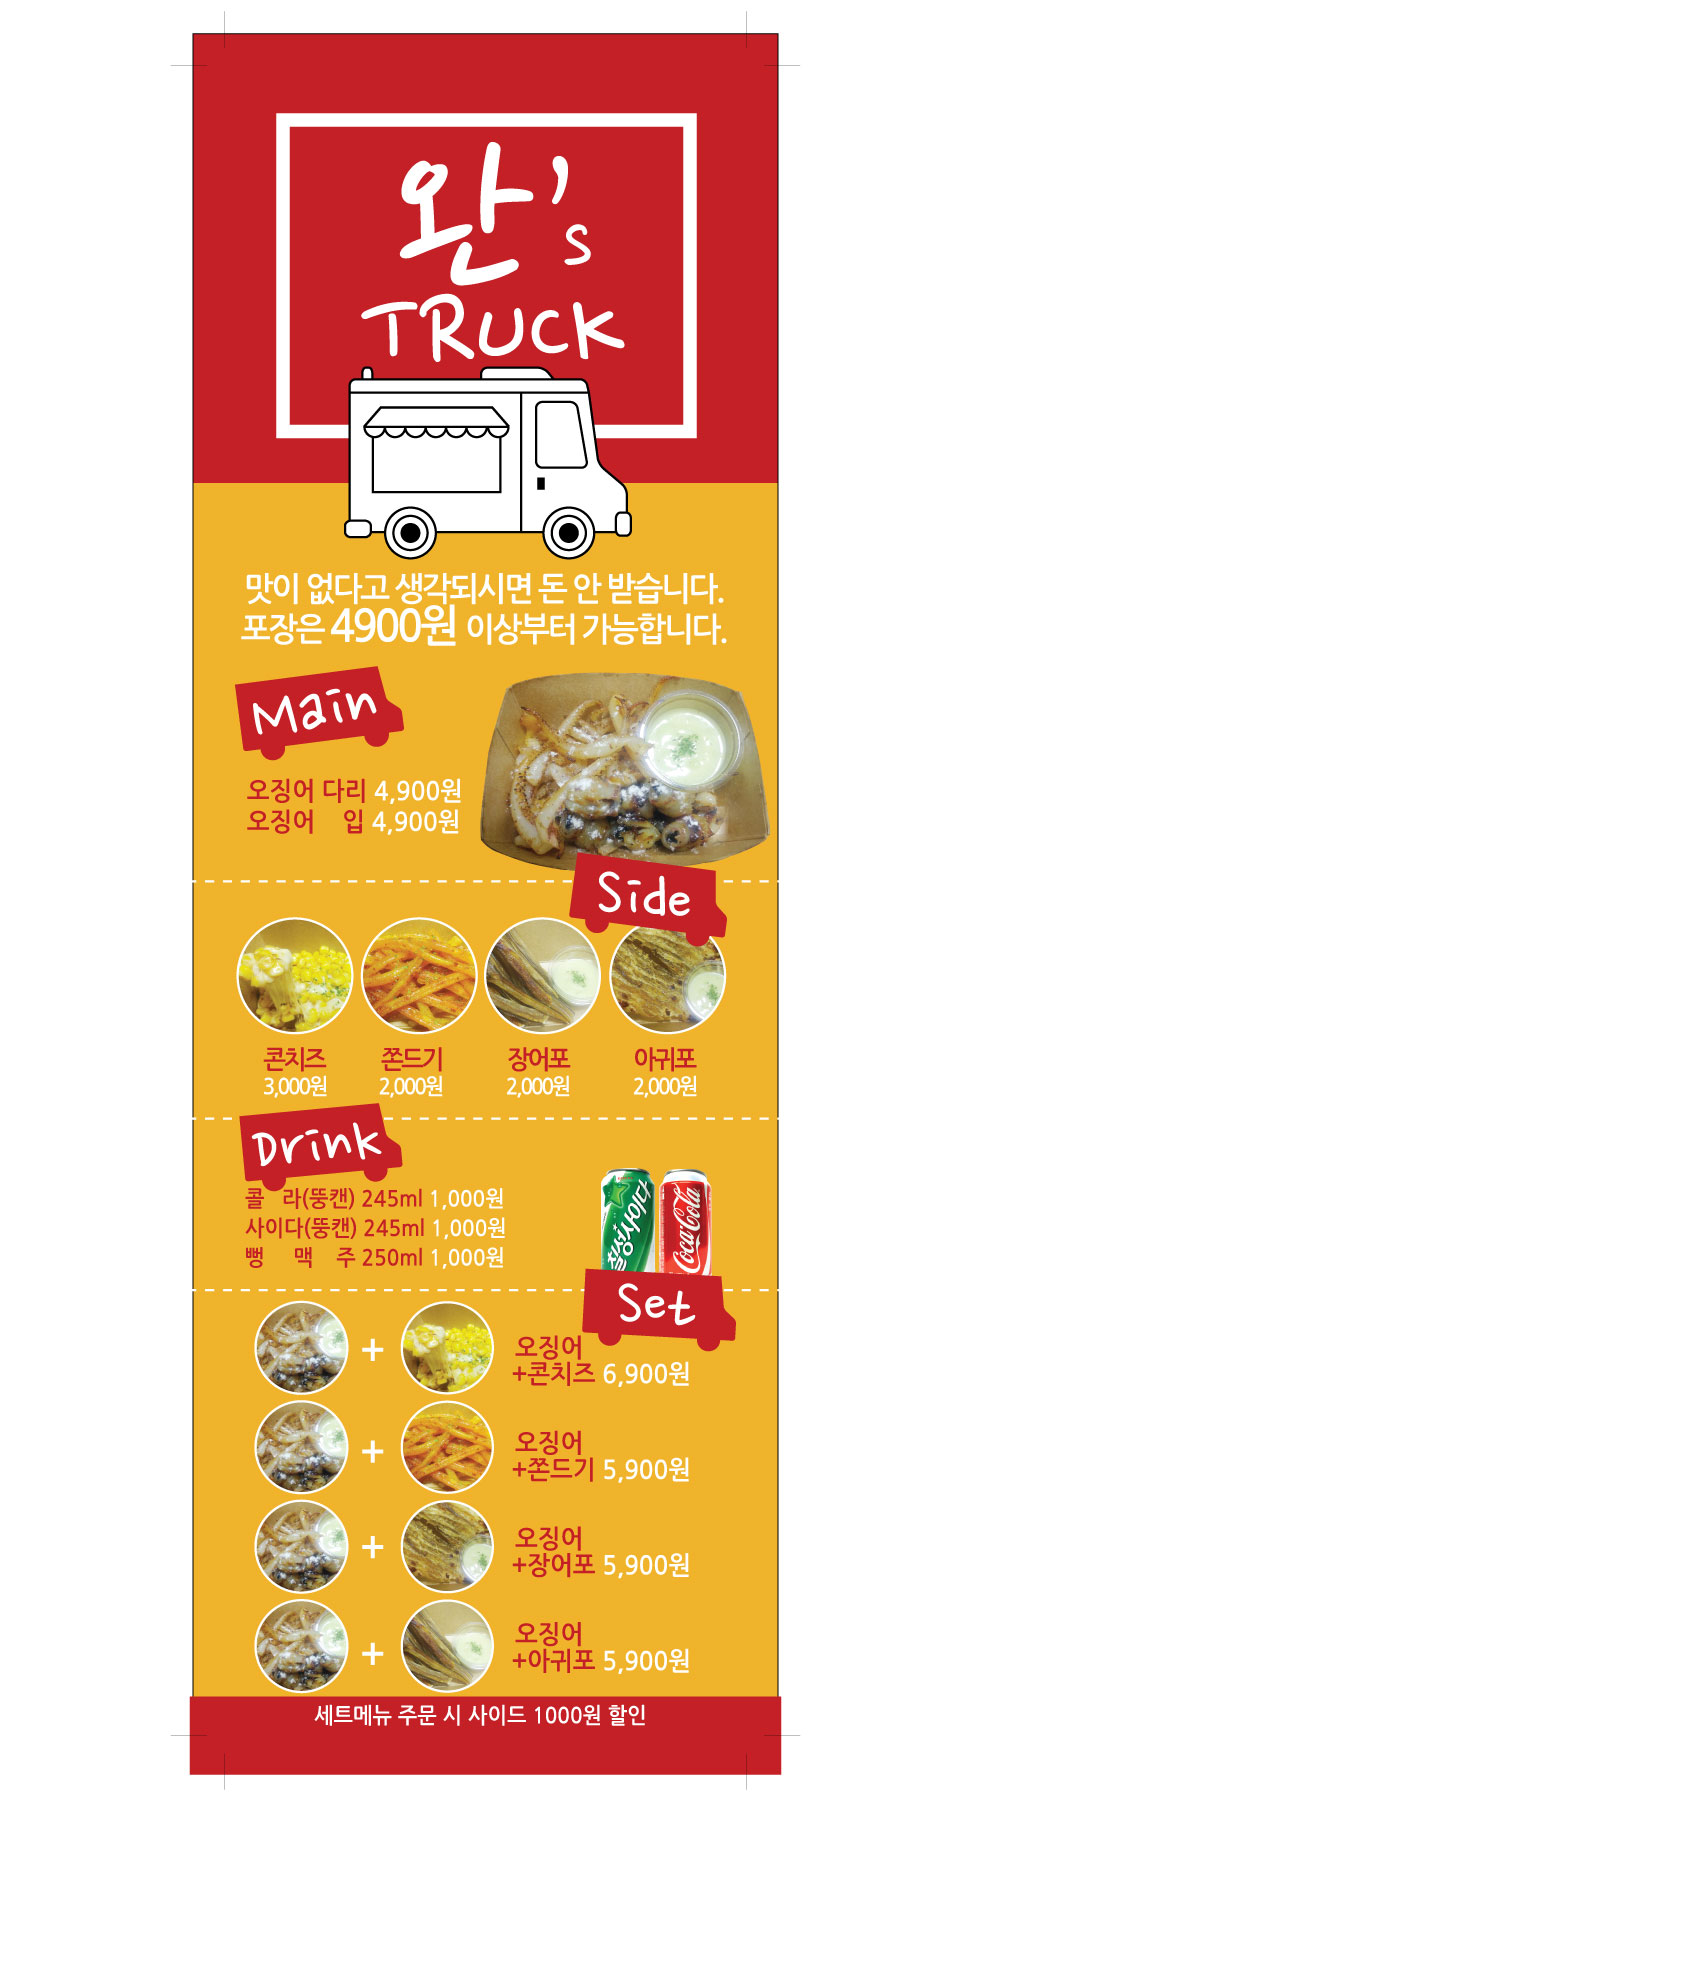 완's
TRUCK
맛이 없다고 생각되시면 돈 안 받습니다.
포장은 4900원 이상부터 가능합니다.
Main
오징어 다리 4,900원
오징어 입 4,900원
Side
콘치즈 쫀드기 장어포 아귀포
3,000원 2,000원 2,000원 2,000원
Drink
콜 라(뚱캔) 245ml 1,000원
사이다(뚱캔) 245ml 1,000원
뻥 맥 주 250ml 1,000원
칠성사이다
Coca-Cola
Set
오징어
+콘치즈 6,900원
오징어
+쫀드기 5,900원
오징어
+장어포 5,900원
오징어
+아귀포 5,900원
세트메뉴 주문 시 사이드 1000원 할인